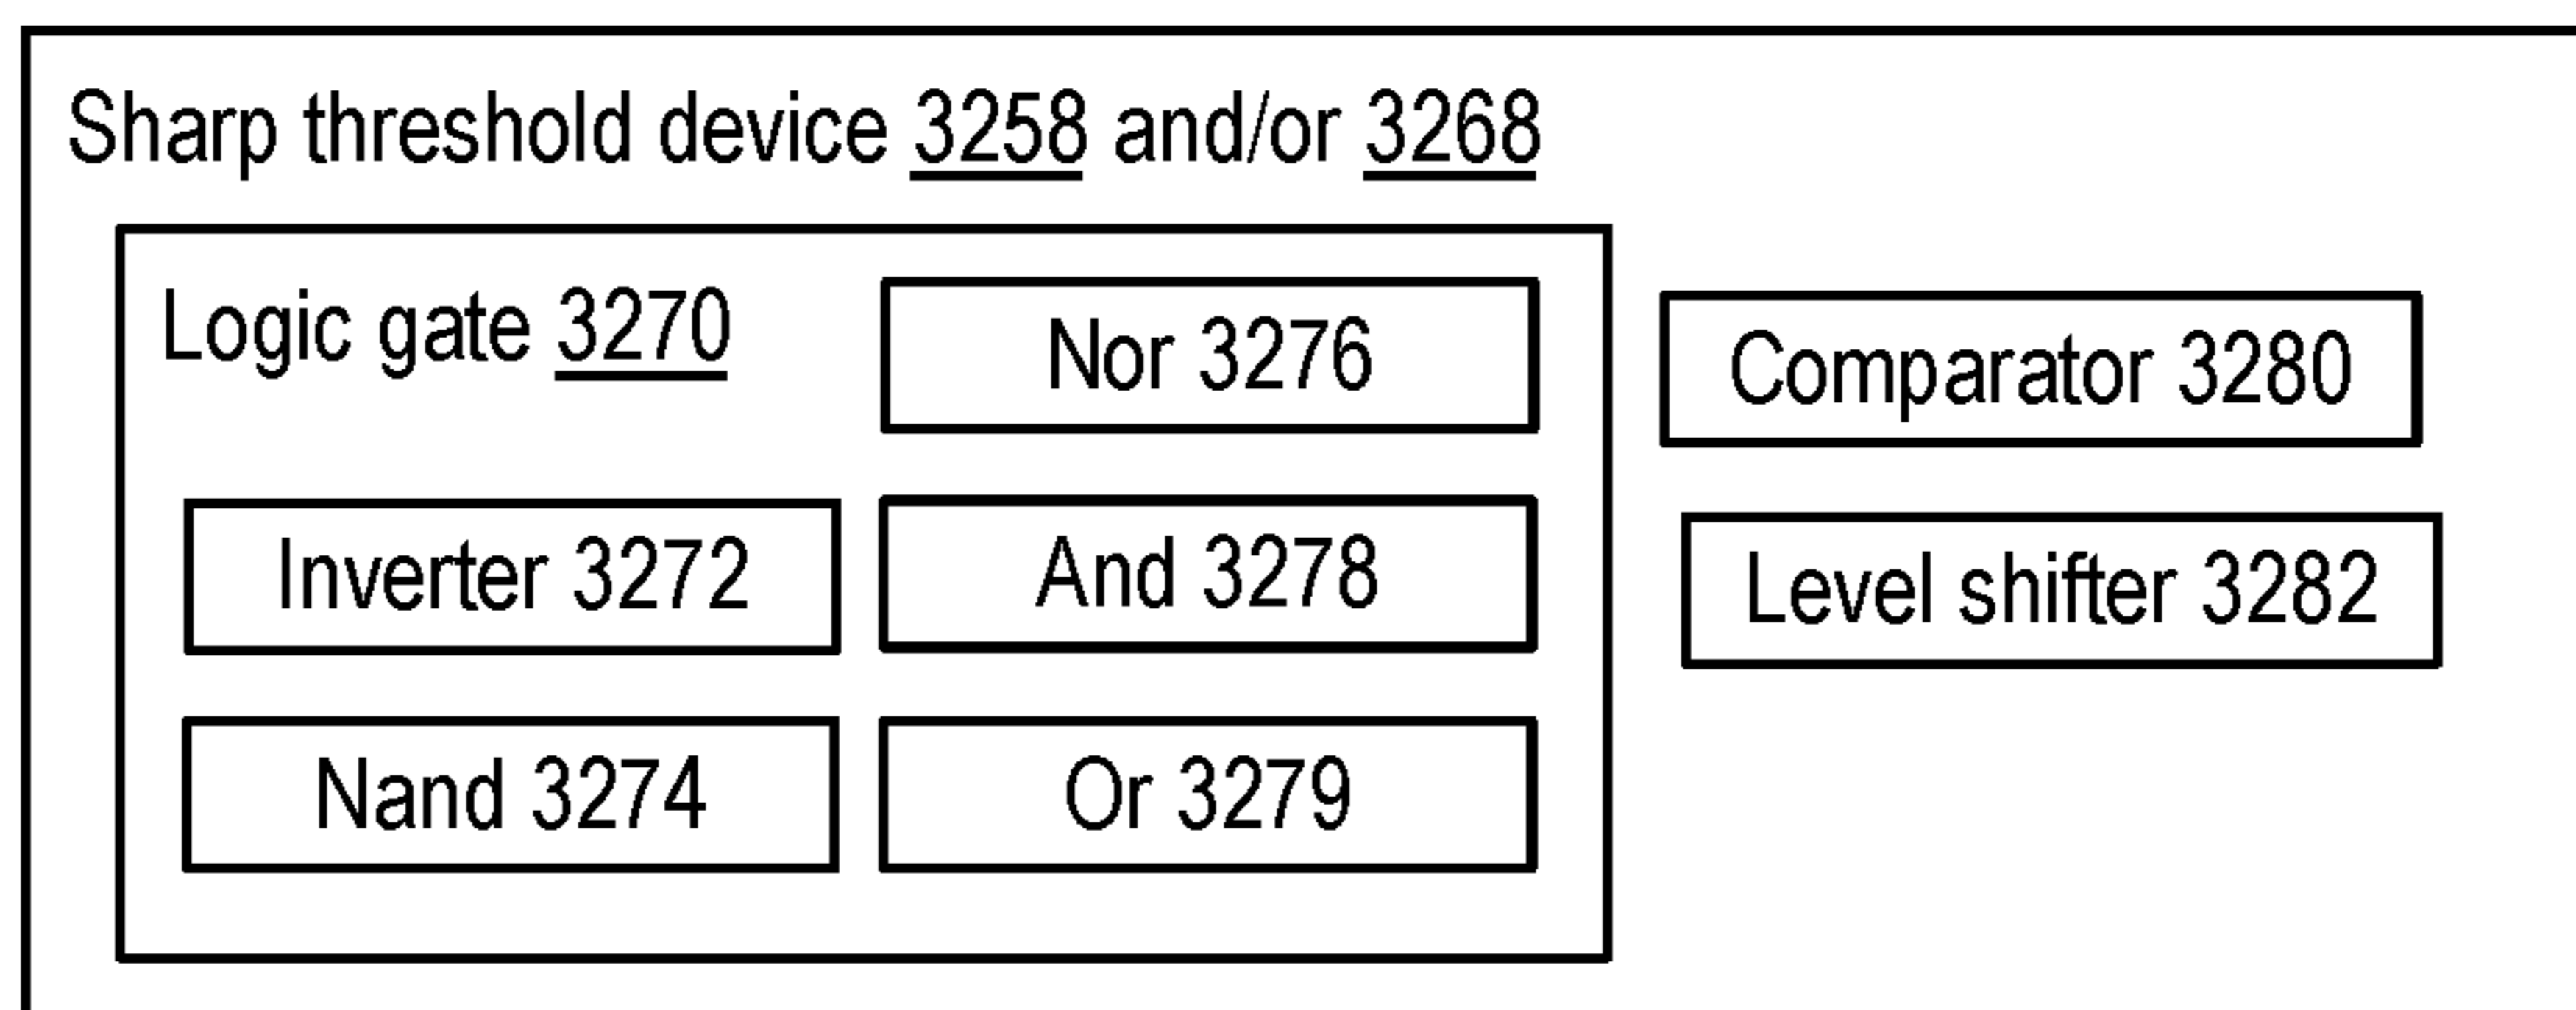 Sharp threshold device 3258 and/or 3268
Logic gate 3270
Nor 3276
Inverter 3272
And 3278
Nand 3274
Or 3279
Comparator 3280
Level shifter 3282